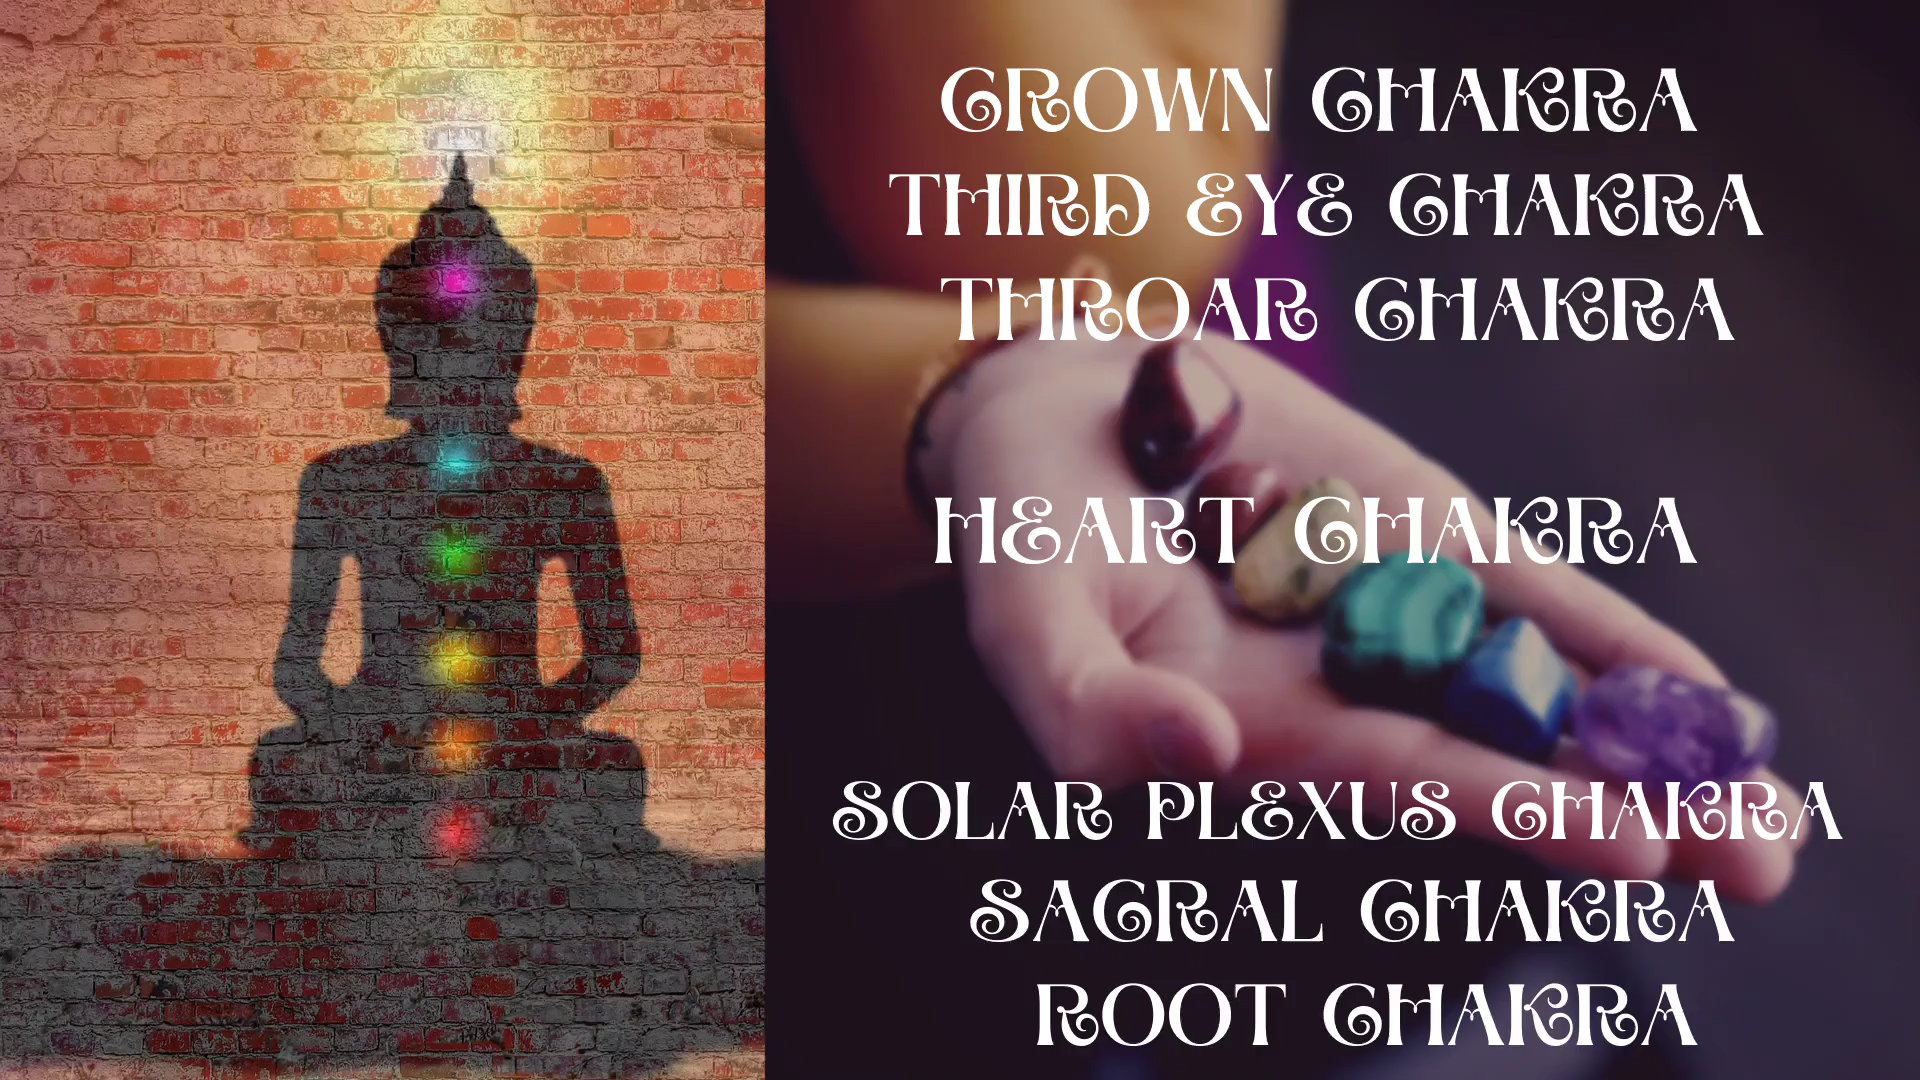 CROWN CHAKRA
THIRD EYE CHAKRA
THROAR CHAKRA
HEART CHAKRA
SOLAR PLEXUS CHAKRA
SACRAL CHAKRA
ROOT CHAKRA